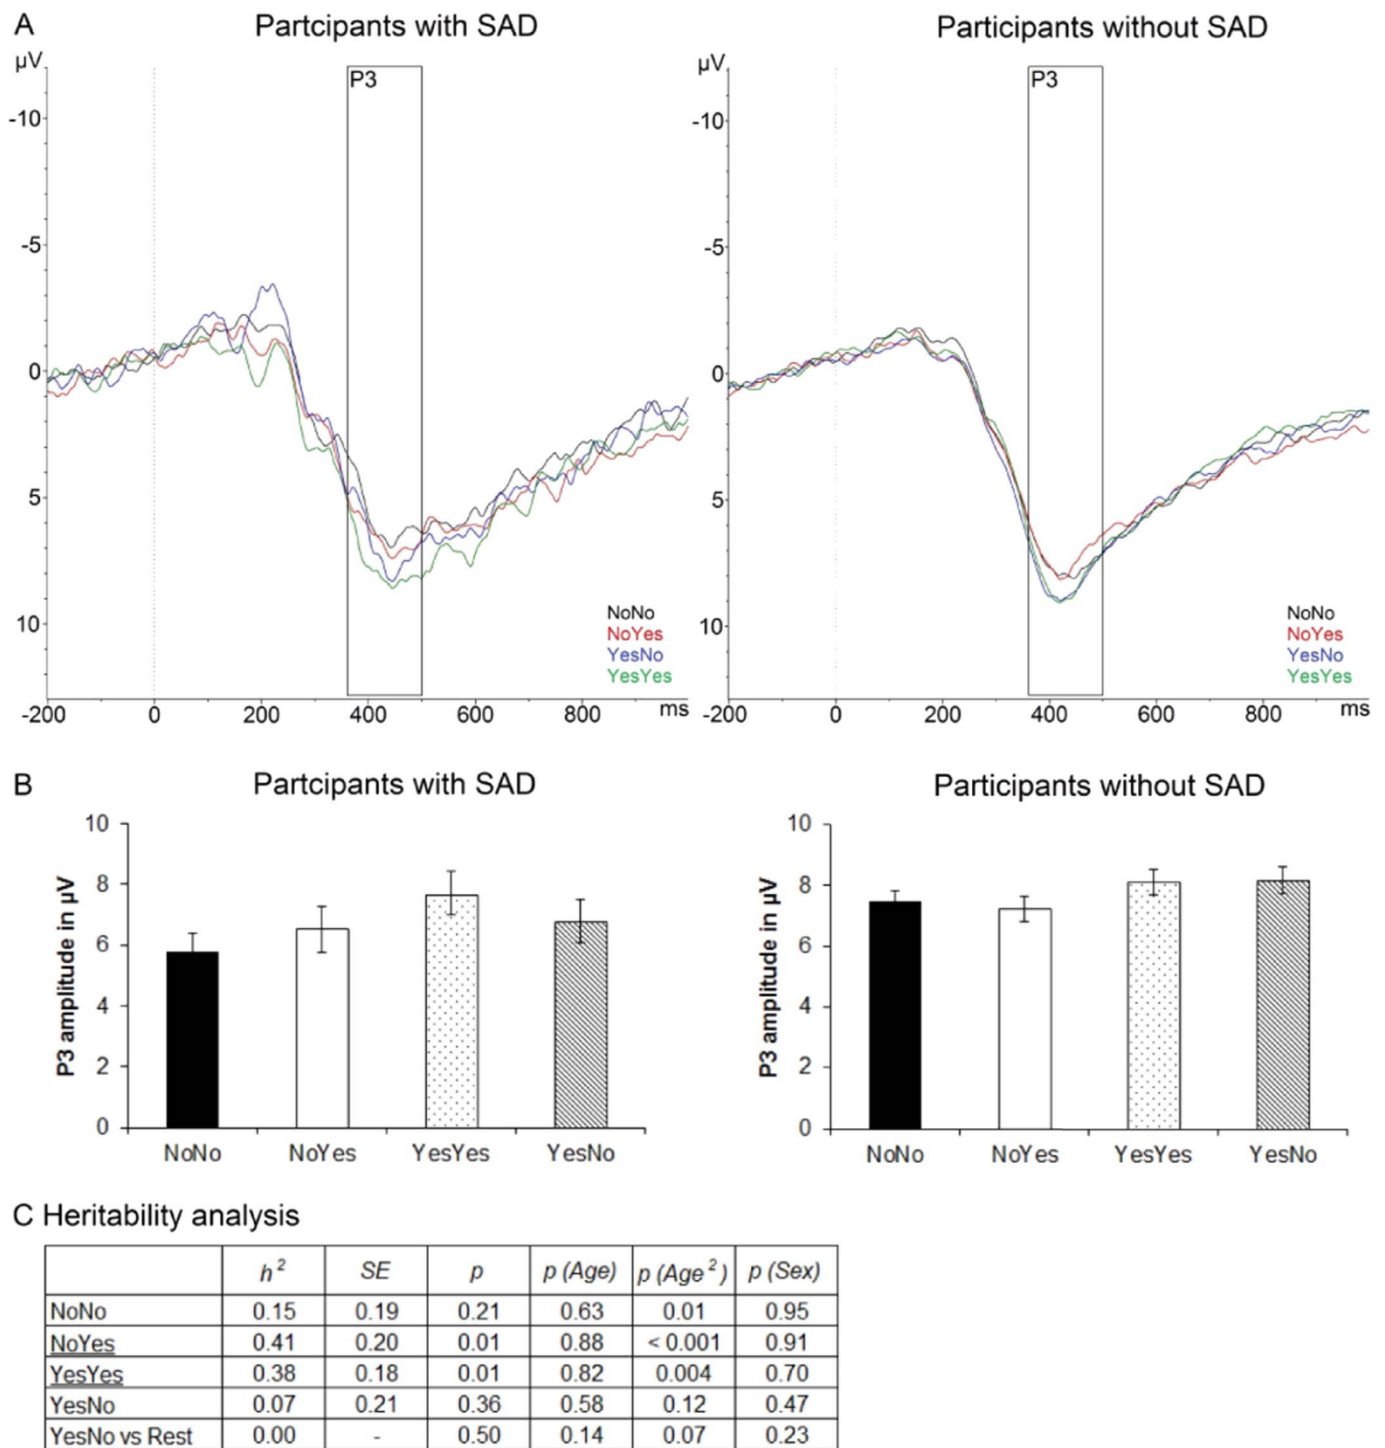 A
Partcipants with SAD
Participants without SAD
µV
P3
-10
-5
0
5
10
NoNo
NoYes
YesNo
YesYes
-200 0 200 400 600 800 ms
µV
P3
-10
-5
0
5
10
NoNo
NoYes
YesNo
YesYes
-200 0 200 400 600 800 ms
B
Partcipants with SAD
Participants without SAD
P3 amplitude in µV
10
8
6
4
2
0
NoNo NoYes YesYes YesNo
P3 amplitude in µV
10
8
6
4
2
0
NoNo NoYes YesYes YesNo
C Heritability analysis
h² SE p p (Age) p (Age²) p (Sex)
NoNo 0.15 0.19 0.21 0.63 0.01 0.95
NoYes 0.41 0.20 0.01 0.88 < 0.001 0.91
YesYes 0.38 0.18 0.01 0.82 0.004 0.70
YesNo 0.07 0.21 0.36 0.58 0.12 0.47
YesNo vs Rest 0.00 - 0.50 0.14 0.07 0.23